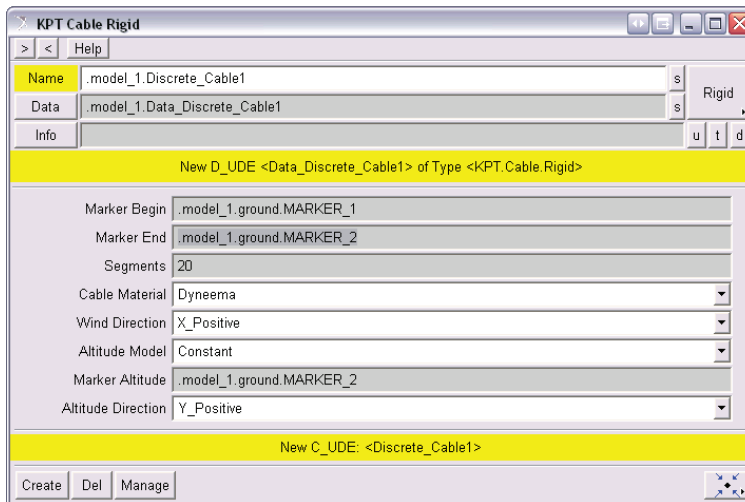 KPT Cable Rigid
> < Help
Name .model_1.Discrete_Cable1 s
Rigid
Data .model_1.Data_Discrete_Cable1 s
Info u t d
New D_UDE <Data_Discrete_Cable1> of Type <KPT.Cable.Rigid>
Marker Begin .model_1.ground.MARKER_1
Marker End .model_1.ground.MARKER_2
Segments 20
Cable Material Dyneema
Wind Direction X_Positive
Altitude Model Constant
Marker Altitude .model_1.ground.MARKER_2
Altitude Direction Y_Positive
New C_UDE: <Discrete_Cable1>
Create Del Manage